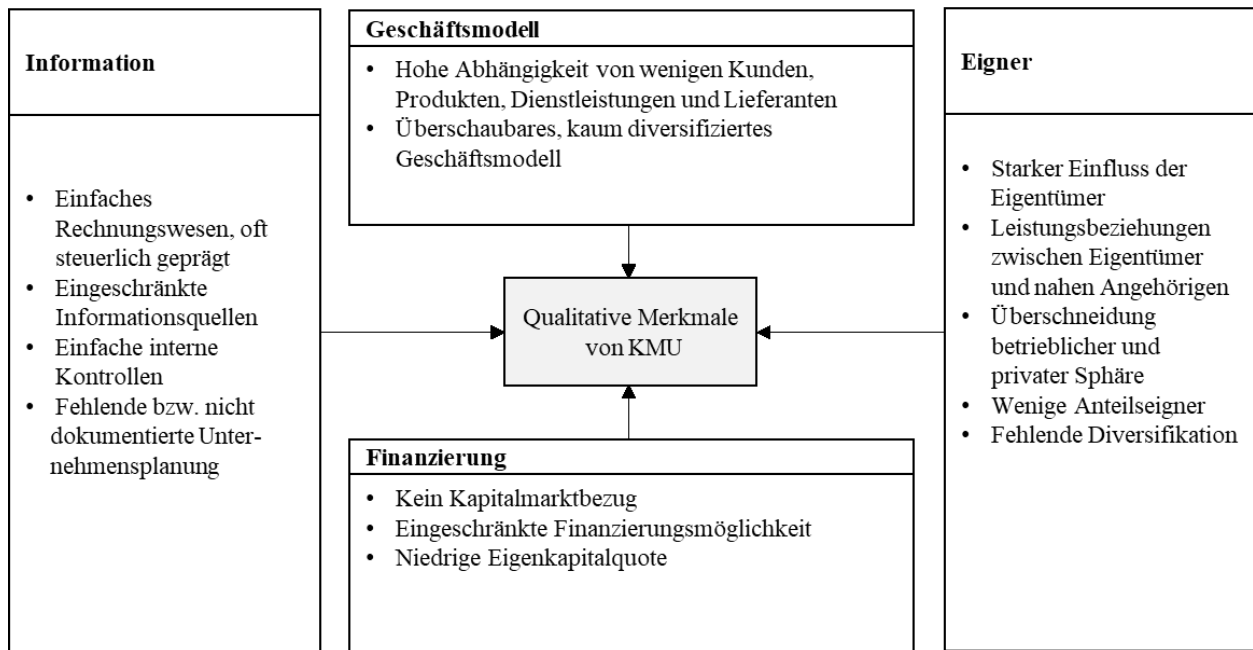 Information
• Einfaches
Rechnungswesen, oft
steuerlich geprägt
• Eingeschränkte
Informationsquellen
• Einfache interne
Kontrollen
• Fehlende bzw. nicht
dokumentierte Unter-
nehmensplanung
Geschäftsmodell
• Hohe Abhängigkeit von wenigen Kunden,
Produkten, Dienstleistungen und Lieferanten
• Überschaubares, kaum diversifiziertes
Geschäftsmodell
Qualitative Merkmale
von KMU
Finanzierung
• Kein Kapitalmarktbezug
• Eingeschränkte Finanzierungsmöglichkeit
• Niedrige Eigenkapitalquote
Eigner
• Starker Einfluss der
Eigentümer
• Leistungsbeziehungen
zwischen Eigentümer
und nahen Angehörigen
• Überschneidung
betrieblicher und
privater Sphäre
• Wenige Anteilseigner
• Fehlende Diversifikation